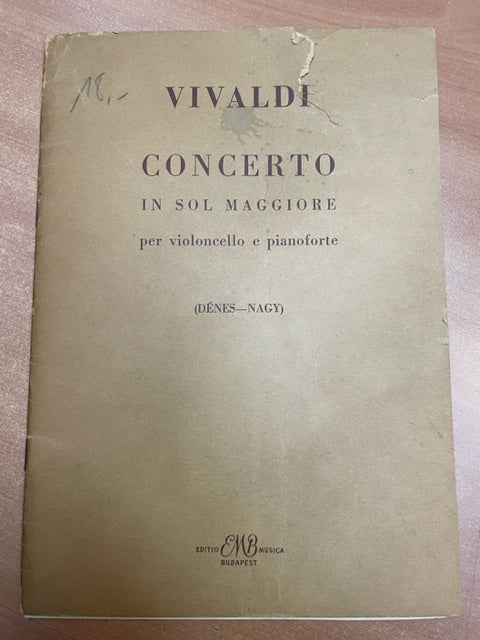 18,-
VIVALDI
CONCERTO
IN SOL MAGGIORE
per violoncello e pianoforte
(DÉNES—NAGY)
EDITIO EMB MUSICA
BUDAPEST